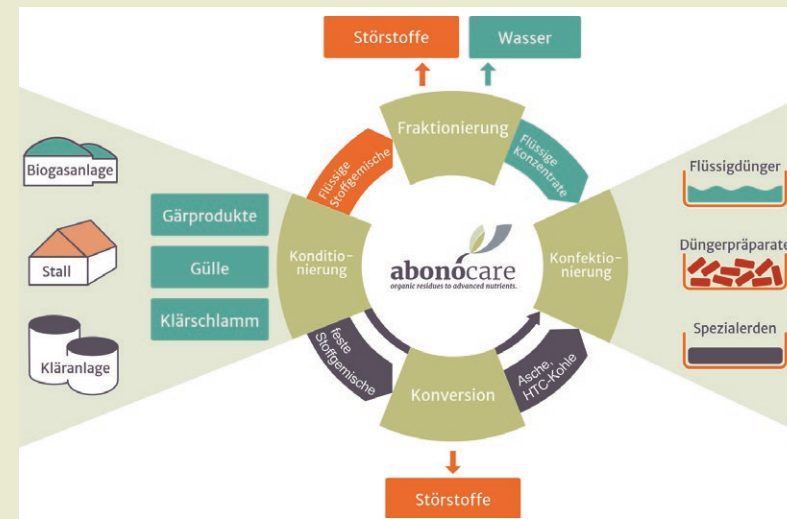 Störstoffe
Wasser
Fraktionierung
Flüssige
Stoffgemische
Flüssige
Konzentrate
Biogasanlage
Stall
Kläranlage
Gärprodukte
Gülle
Klärschlamm
Konditio-
nierung
abonocare
organic residues to advanced nutrients.
Konfektio-
nierung
Flüssigdünger
Düngerpräparate
Spezialerden
feste
Stoffgemische
Konversion
Asche,
HTC-Kohle
Störstoffe